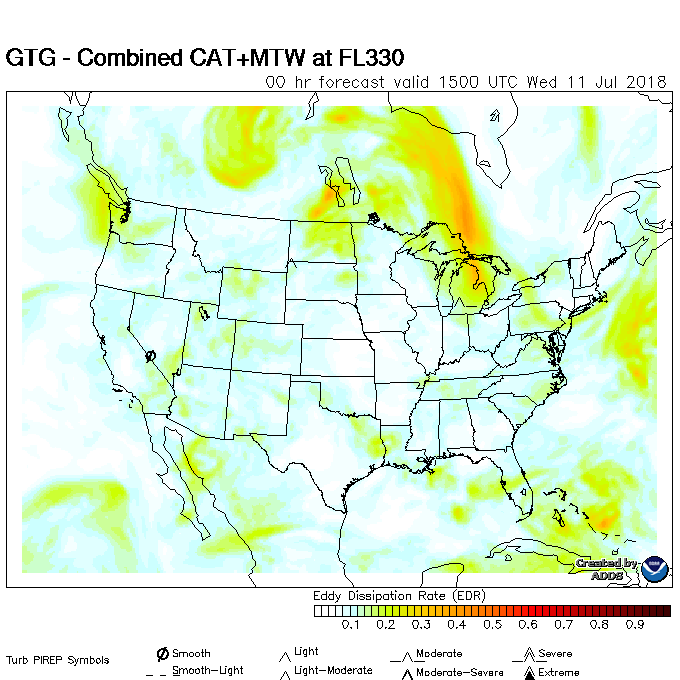 GTG - Combined CAT+MTW at FL330
00 hr forecast valid 1500 UTC Wed 11 Jul 2018
Created by
ADDS
Eddy Dissipation Rate (EDR)
0.1 0.2 0.3 0.4 0.5 0.6 0.7 0.8 0.9
Turb PIREP Symbols
Smooth Light Moderate Severe
Smooth-Light Light-Moderate Moderate-Severe Extreme